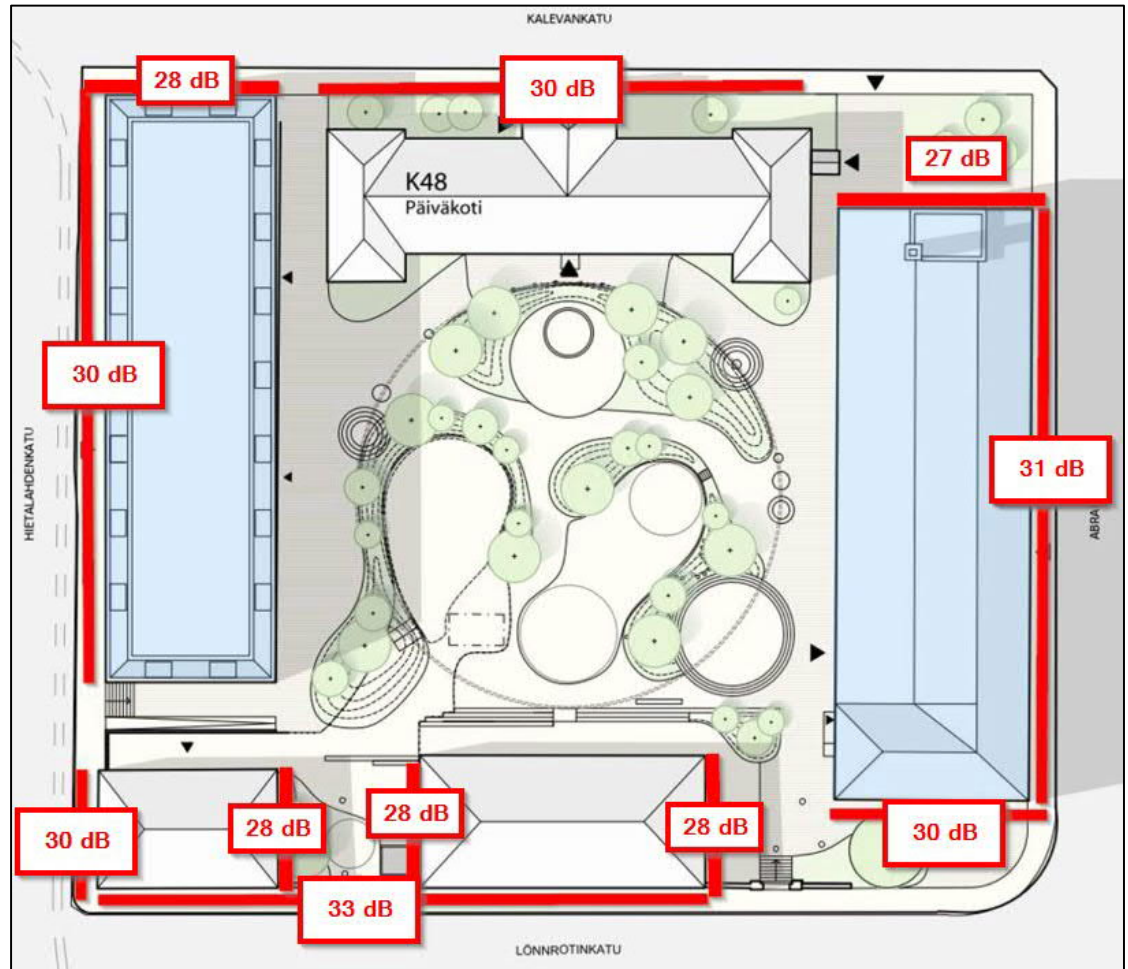 KALEVANKATU
28 dB
30 dB
27 dB
K48
Päiväkoti
30 dB
31 dB
HIETALAHDENKATU
ABRA
30 dB
28 dB
28 dB
28 dB
30 dB
33 dB
LÖNNROTINKATU